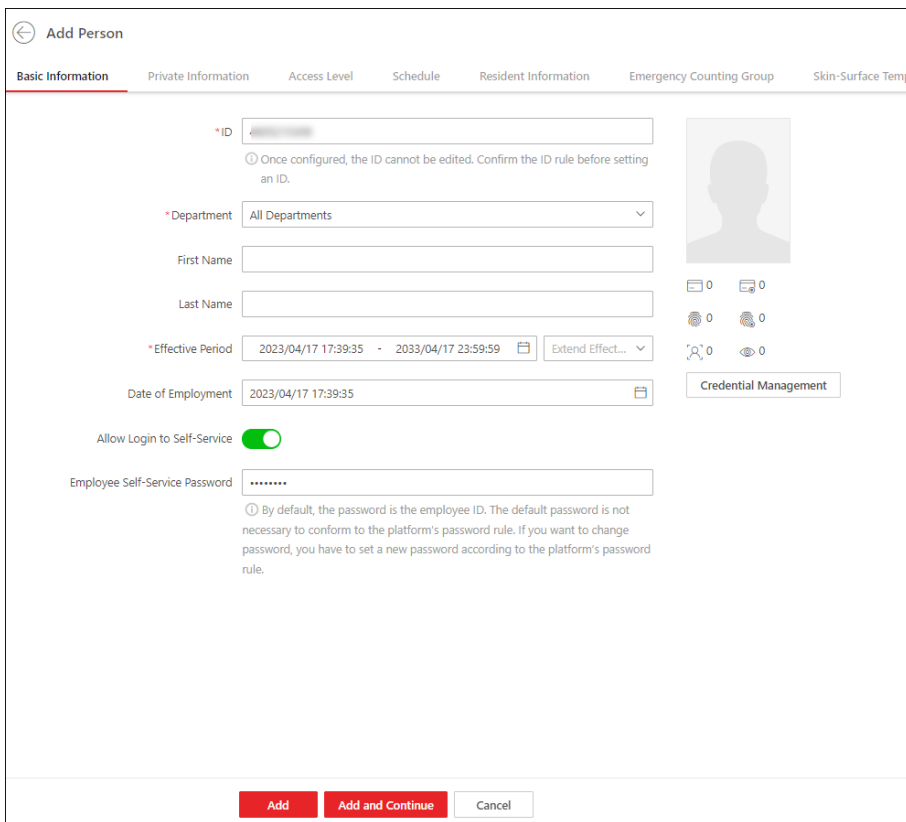 Add Person
Basic Information Private Information Access Level Schedule Resident Information Emergency Counting Group Skin-Surface
*ID
Once configured, the ID cannot be edited. Confirm the ID rule before setting
an ID.
*Department All Departments
First Name
Last Name
0 0
0 0
*Effective Period 2023/04/17 17:39:35 - 2033/04/17 23:59:59 Extend Effect...
0 0
Credential Management
Date of Employment 2023/04/17 17:39:35
Allow Login to Self-Service
Employee Self-Service Password ••••••••
By default, the password is the employee ID. The default password is not
necessary to conform to the platform's password rule. If you want to change
password, you have to set a new password according to the platform's password
rule.
Add Add and Continue Cancel